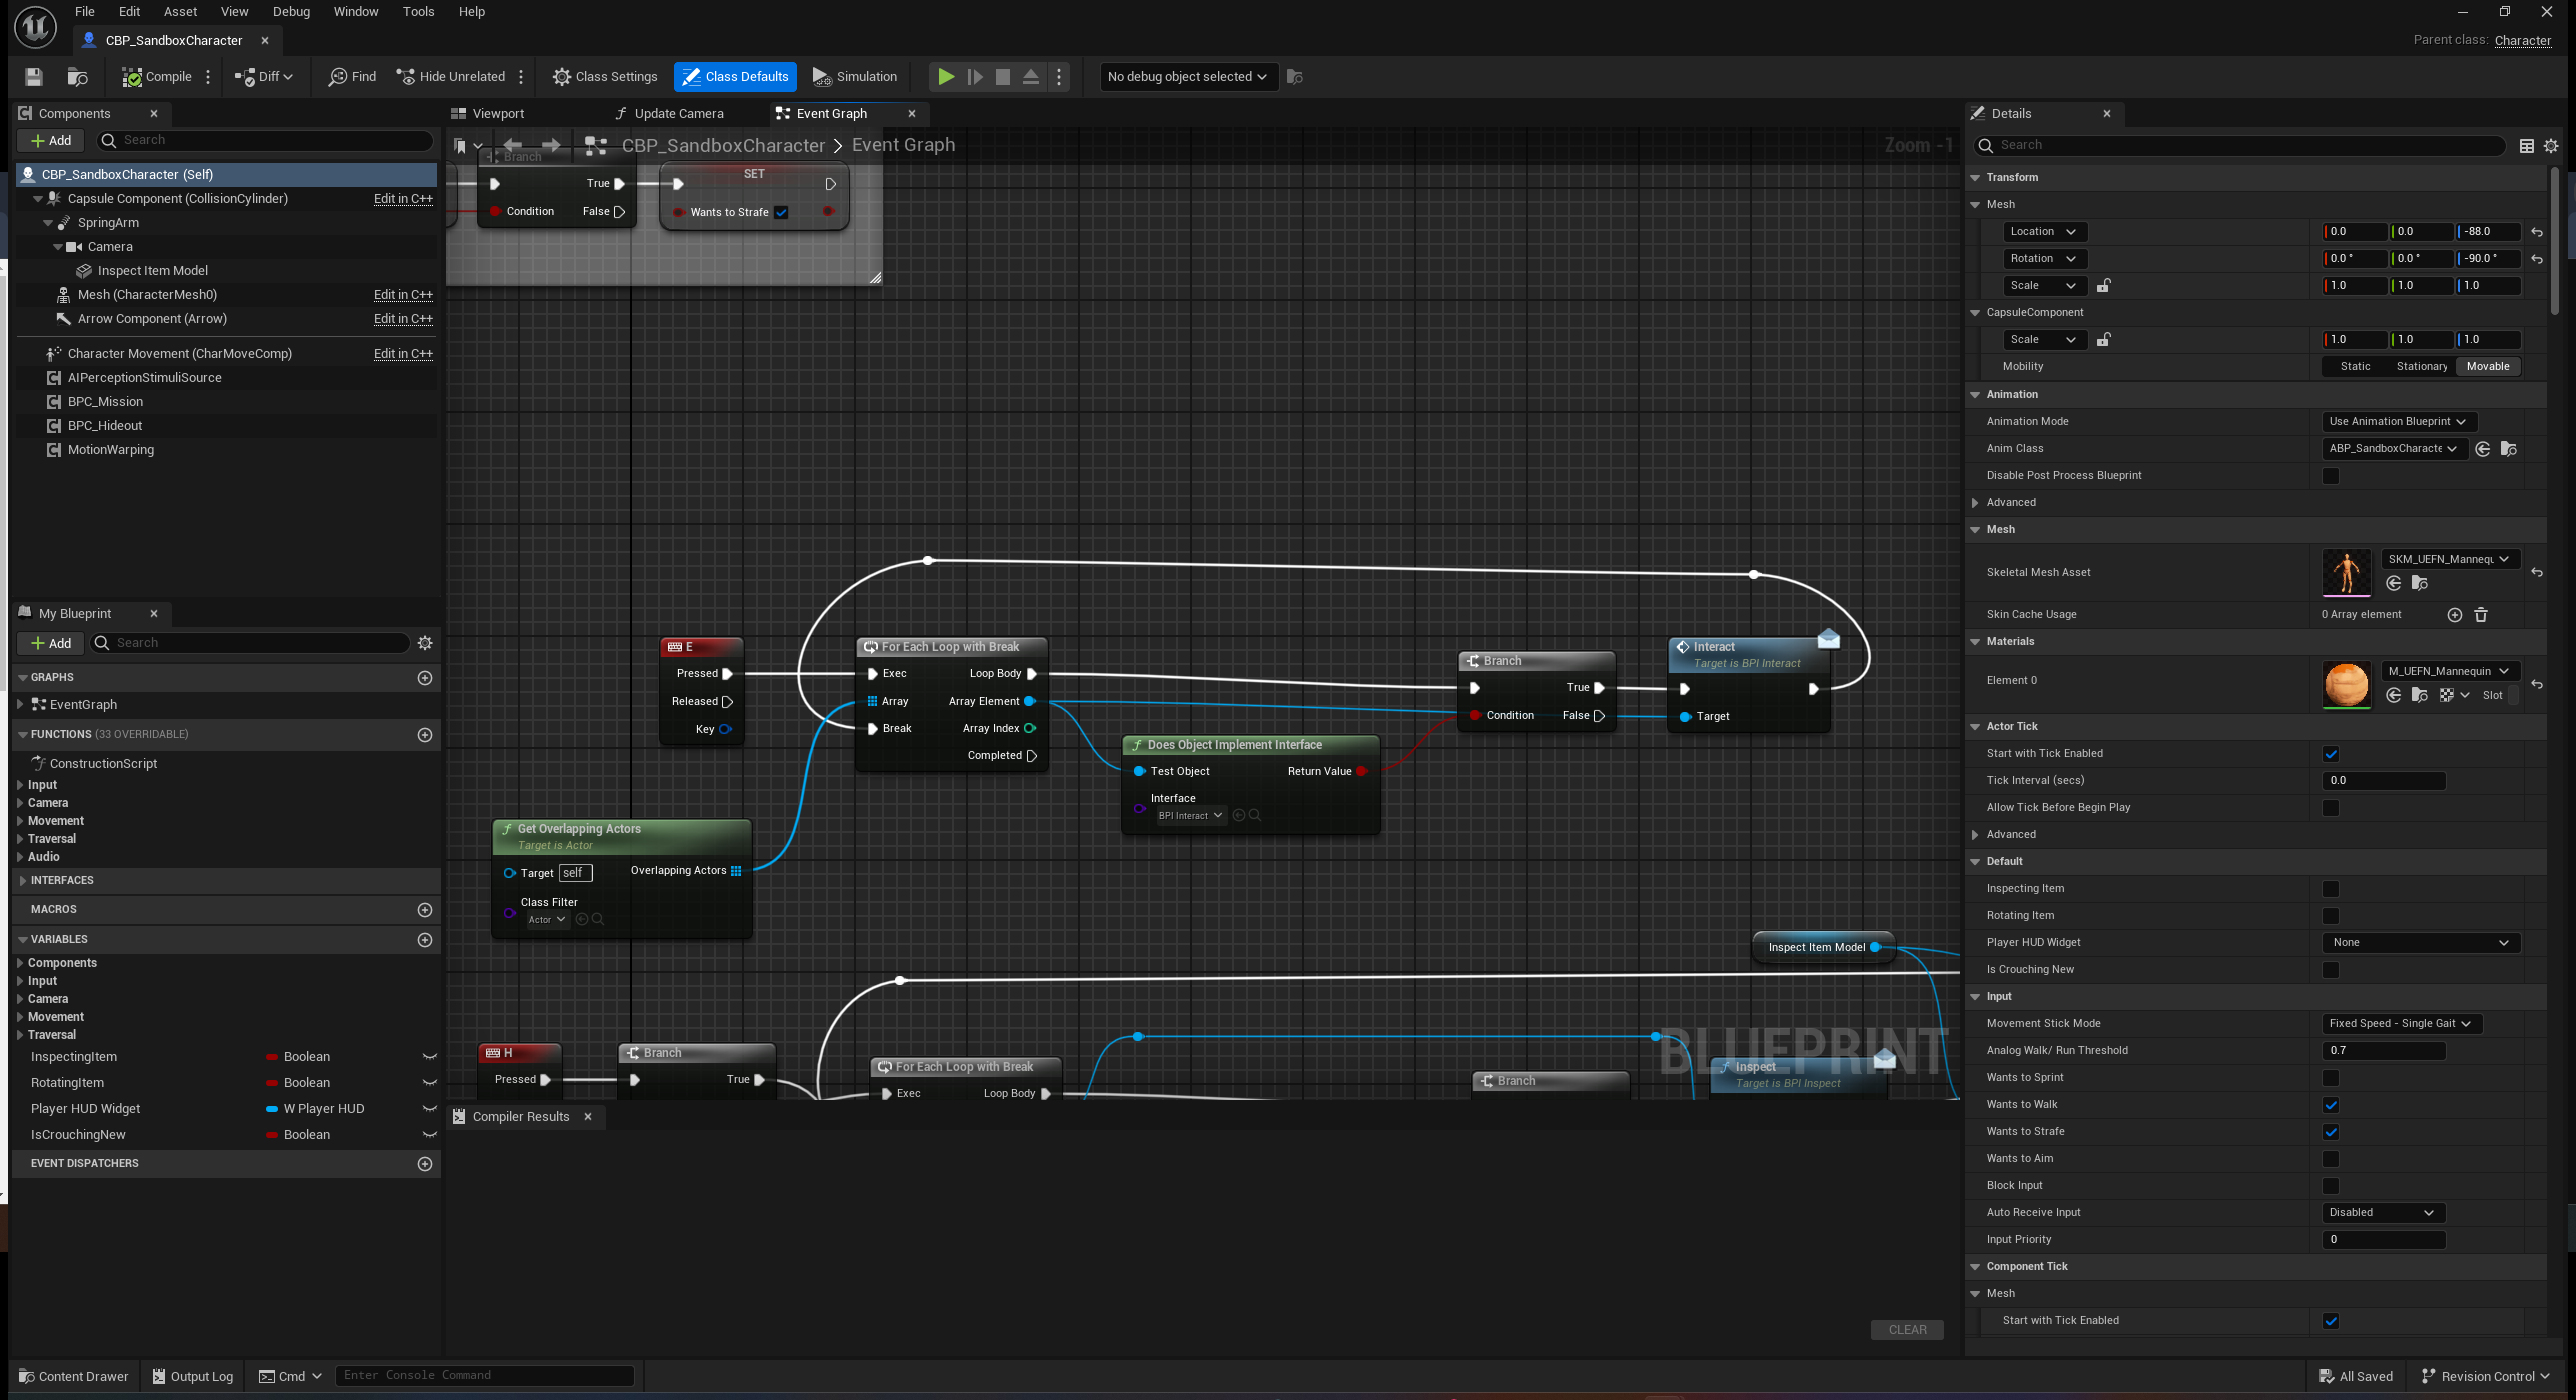 File Edit Asset View Debug Window Tools Help
CBP_SandboxCharacter
Parent class: Character
Compile Diff Find Hide Unrelated Class Settings Class Defaults Simulation No debug object selected
Components
Add Search
CBP_SandboxCharacter (Self)
Capsule Component (CollisionCylinder) Edit in C++
SpringArm
Camera
Inspect Item Model
Mesh (CharacterMesh0) Edit in C++
Arrow Component (Arrow) Edit in C++
Character Movement (CharMoveComp) Edit in C++
AIPerceptionStimuliSource
BPC_Mission
BPC_Hideout
MotionWarping
My Blueprint
Add Search
GRAPHS
EventGraph
FUNCTIONS (33 OVERRIDABLE)
ConstructionScript
Input
Camera
Movement
Traversal
Audio
INTERFACES
MACROS
VARIABLES
Components
Input
Camera
Movement
Traversal
InspectingItem Boolean
RotatingItem Boolean
Player HUD Widget W Player HUD
IsCrouchingNew Boolean
EVENT DISPATCHERS
Viewport Update Camera Event Graph
CBP_SandboxCharacter > Event Graph Zoom -1
Branch
True
Condition False
SET
Wants to Strafe
E
Pressed
Released
Key
For Each Loop with Break
Exec Loop Body
Array Array Element
Break Array Index
Completed
Does Object Implement Interface
Test Object Return Value
Interface
BPI Interact
Branch
True
Condition False
Interact
Target is BPI Interact
Target
Get Overlapping Actors
Target is Actor
Target self Overlapping Actors
Class Filter
Actor
Inspect Item Model
H
Pressed
Branch
True
For Each Loop with Break
Exec Loop Body
Branch
Inspect
Target is BPI Inspect
BLUEPRINT
Compiler Results
CLEAR
Details
Search
Transform
Mesh
Location 0.0 0.0 -88.0
Rotation 0.0 ° 0.0 ° -90.0 °
Scale 1.0 1.0 1.0
CapsuleComponent
Scale 1.0 1.0 1.0
Mobility Static Stationary Movable
Animation
Animation Mode Use Animation Blueprint
Anim Class ABP_SandboxCharacte
Disable Post Process Blueprint
Advanced
Mesh
Skeletal Mesh Asset SKM_UEFN_Mannequ
Skin Cache Usage 0 Array element
Materials
Element 0 M_UEFN_Mannequin
Slot
Actor Tick
Start with Tick Enabled
Tick Interval (secs) 0.0
Allow Tick Before Begin Play
Advanced
Default
Inspecting Item
Rotating Item
Player HUD Widget None
Is Crouching New
Input
Movement Stick Mode Fixed Speed - Single Gait
Analog Walk/ Run Threshold 0.7
Wants to Sprint
Wants to Walk
Wants to Strafe
Wants to Aim
Block Input
Auto Receive Input Disabled
Input Priority 0
Component Tick
Mesh
Start with Tick Enabled
Content Drawer Output Log Cmd Enter Console Command All Saved Revision Control